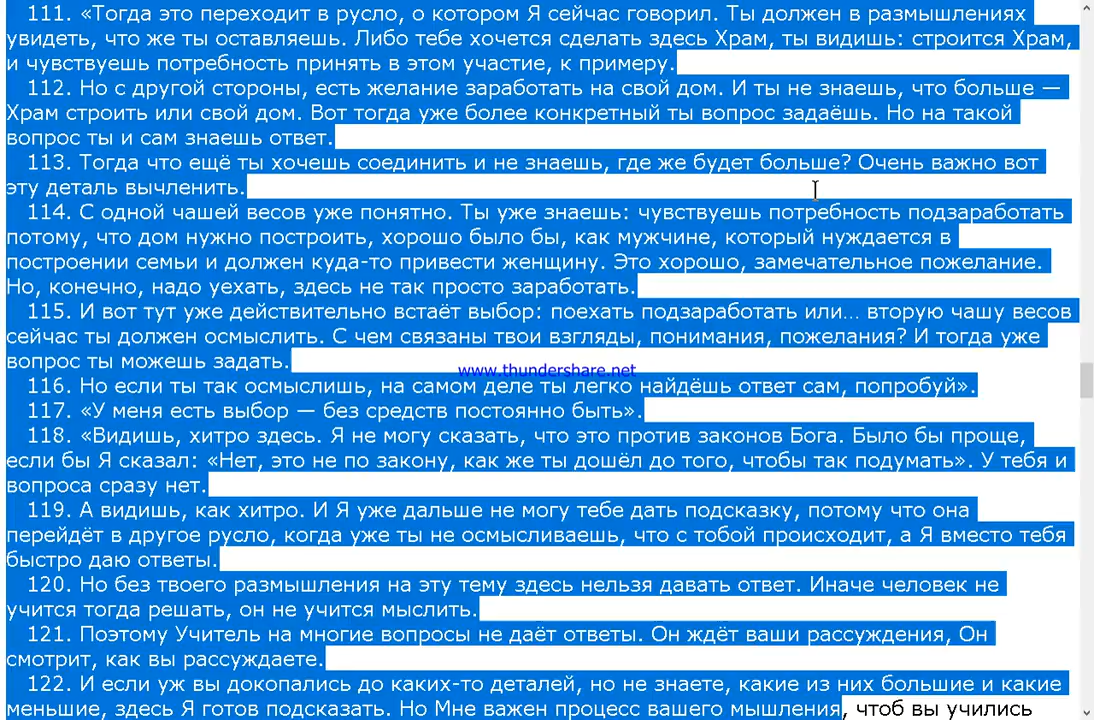 111. «Тогда это переходит в русло, о котором Я сейчас говорил. Ты должен в размышлениях
увидеть, что же ты оставляешь. Либо тебе хочется сделать здесь Храм, ты видишь: строится Храм,
и чувствуешь потребность принять в этом участие, к примеру.
112. Но с другой стороны, есть желание заработать на свой дом. И ты не знаешь, что больше —
Храм строить или свой дом. Вот тогда уже более конкретный ты вопрос задаёшь. Но на такой
вопрос ты и сам знаешь ответ.
113. Тогда что ещё ты хочешь соединить и не знаешь, где же будет больше? Очень важно вот
эту деталь вычленить.
114. С одной чашей весов уже понятно. Ты уже знаешь: чувствуешь потребность подзаработать
потому, что дом нужно построить, хорошо было бы, как мужчине, который нуждается в
построении семьи и должен куда-то привести женщину. Это хорошо, замечательное пожелание.
Но, конечно, надо уехать, здесь не так просто заработать.
115. И вот тут уже действительно встаёт выбор: поехать подзаработать или... вторую чашу весов
сейчас ты должен осмыслить. С чем связаны твои взгляды, понимания, пожелания? И тогда уже
вопрос ты можешь задать.
www.thundershare.net
116. Но если ты так осмыслишь, на самом деле ты легко найдёшь ответ сам, попробуй».
117. «У меня есть выбор — без средств постоянно быть».
118. «Видишь, хитро здесь. Я не могу сказать, что это против законов Бога. Было бы проще,
если бы Я сказал: «Нет, это не по закону, как же ты дошёл до того, чтобы так подумать». У тебя и
вопроса сразу нет.
119. А видишь, как хитро. И Я уже дальше не могу тебе дать подсказку, потому что она
перейдёт в другое русло, когда уже ты не осмысливаешь, что с тобой происходит, а Я вместо тебя
быстро даю ответы.
120. Но без твоего размышления на эту тему здесь нельзя давать ответ. Иначе человек не
учится тогда решать, он не учится мыслить.
121. Поэтому Учитель на многие вопросы не даёт ответы. Он ждёт ваши рассуждения, Он
смотрит, как вы рассуждаете.
122. И если уж вы докопались до каких-то деталей, но не знаете, какие из них большие и какие
меньшие, здесь Я готов подсказать. Но Мне важен процесс вашего мышления, чтоб вы учились